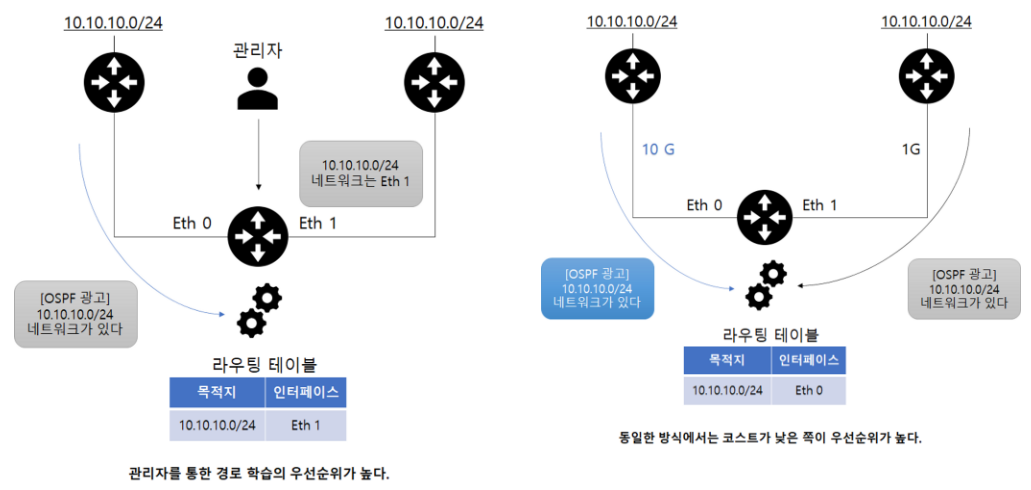 10.10.10.0/24
10.10.10.0/24
관리자
10.10.10.0/24
네트워크는 Eth 1
Eth 0
Eth 1
[OSPF 광고]
10.10.10.0/24
네트워크가 있다
라우팅 테이블
목적지 인터페이스
10.10.10.0/24 Eth 1
관리자를 통한 경로 학습의 우선순위가 높다.
10.10.10.0/24
10.10.10.0/24
10 G
1G
Eth 0
Eth 1
[OSPF 광고]
10.10.10.0/24
네트워크가 있다
[OSPF 광고]
10.10.10.0/24
네트워크가 있다
라우팅 테이블
목적지 인터페이스
10.10.10.0/24 Eth 0
동일한 방식에서는 코스트가 낮은 쪽이 우선순위가 높다.